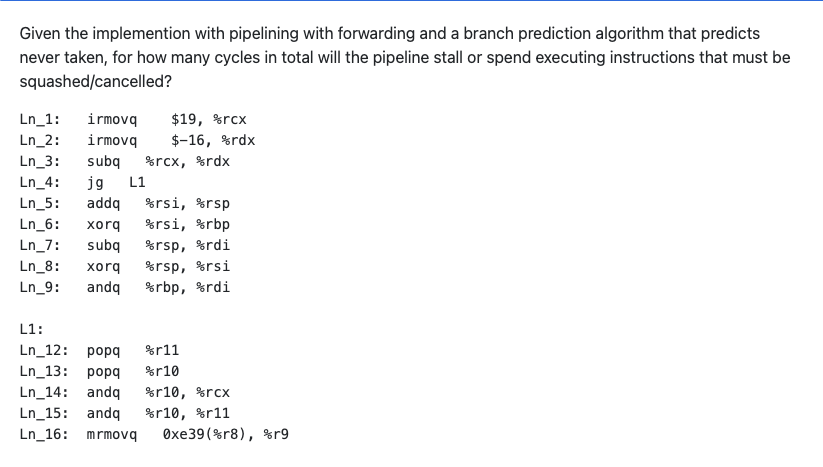 Given the implemention with pipelining with forwarding and a branch prediction algorithm that predicts
never taken, for how many cycles in total will the pipeline stall or spend executing instructions that must be
squashed/cancelled?
Ln_1: irmovq $19, %rcx
Ln_2: irmovq $-16, %rdx
Ln_3: subq %rcx, %rdx
Ln_4: jg L1
Ln_5: addq %rsi, %rsp
Ln_6: xorq %rsi, %rbp
Ln_7: subq %rsp, %rdi
Ln_8: xorq %rsp, %rsi
Ln_9: andq %rbp, %rdi
L1:
Ln_12: popq %r11
Ln_13: popq %r10
Ln_14: andq %r10, %rcx
Ln_15: andq %r10, %r11
Ln_16: mrmovq 0xe39(%r8), %r9